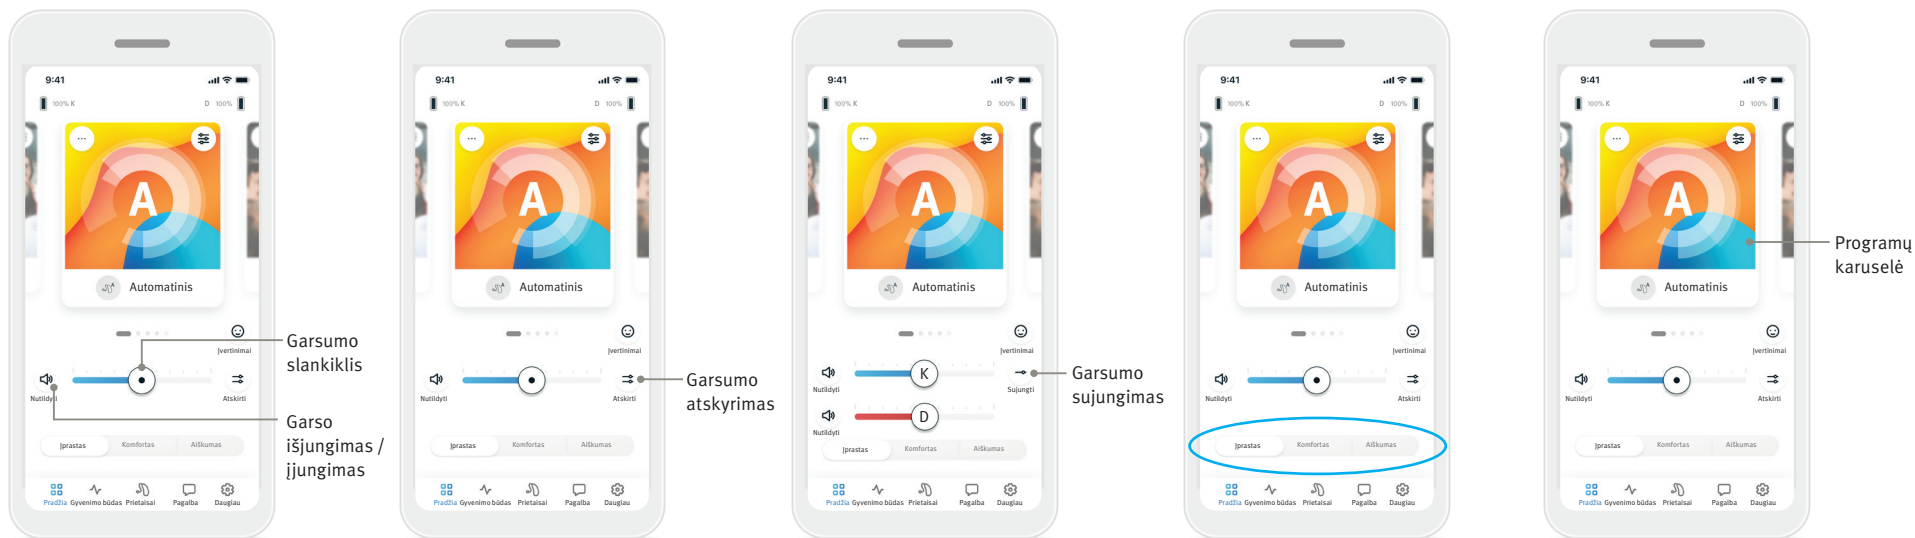 9:41
100% K
D 100%
A
Automatinis
Įvertinimai
Nutildyti
Atskirti
Įprastas Komfortas Aiškumas
Pradžia Gyvenimo būdas Prietaisai Pagalba Daugiau
Garsumo
slankiklis
Garso
išjungimas /
įjungimas
9:41
100% K
D 100%
A
Automatinis
Įvertinimai
Nutildyti
Atskirti
Įprastas Komfortas Aiškumas
Pradžia Gyvenimo būdas Prietaisai Pagalba Daugiau
Garsumo
atskyrimas
9:41
100% K
D 100%
A
Automatinis
Įvertinimai
K
Nutildyti
Sujungti
D
Nutildyti
Įprastas Komfortas Aiškumas
Pradžia Gyvenimo būdas Prietaisai Pagalba Daugiau
Garsumo
sujungimas
9:41
100% K
D 100%
A
Automatinis
Įvertinimai
Nutildyti
Atskirti
Įprastas Komfortas Aiškumas
Pradžia Gyvenimo būdas Prietaisai Pagalba Daugiau
9:41
100% K
D 100%
A
Automatinis
Įvertinimai
Nutildyti
Atskirti
Įprastas Komfortas Aiškumas
Pradžia Gyvenimo būdas Prietaisai Pagalba Daugiau
Programų
karuselė